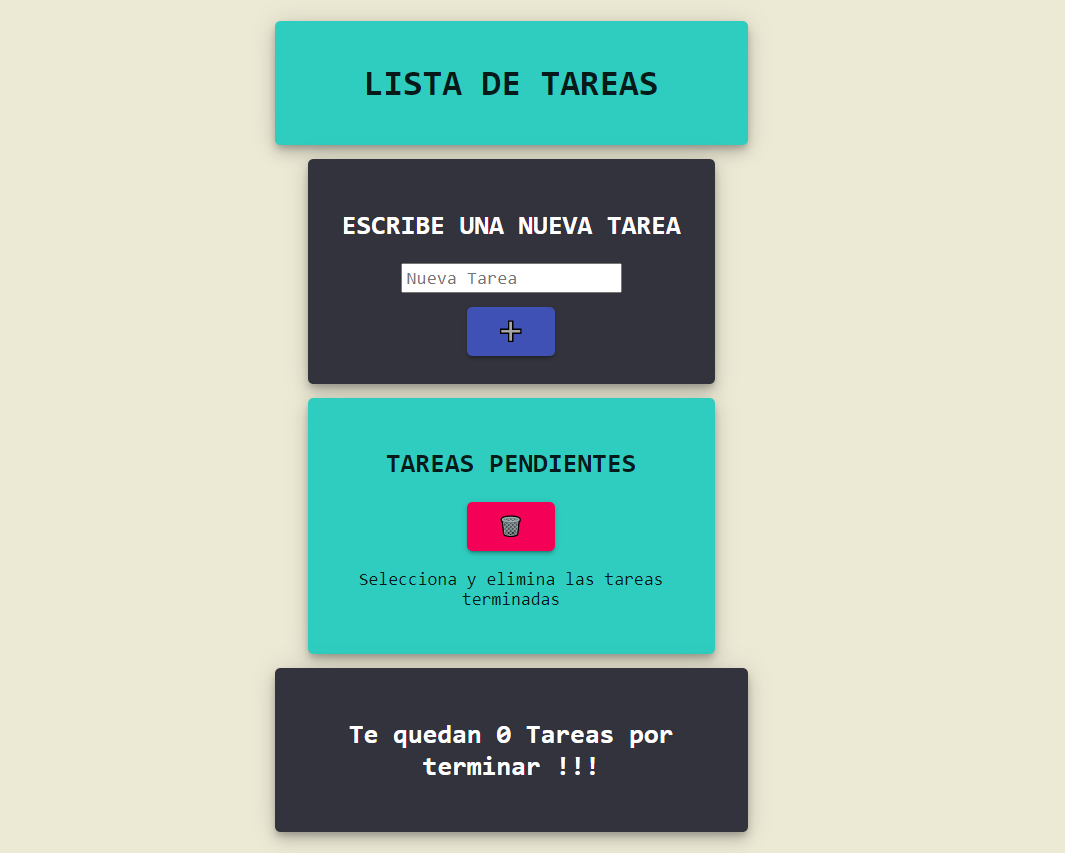 LISTA DE TAREAS
ESCRIBE UNA NUEVA TAREA
Nueva Tarea
TAREAS PENDIENTES
Selecciona y elimina las tareas
terminadas
Te quedan 0 Tareas por
terminar !!!